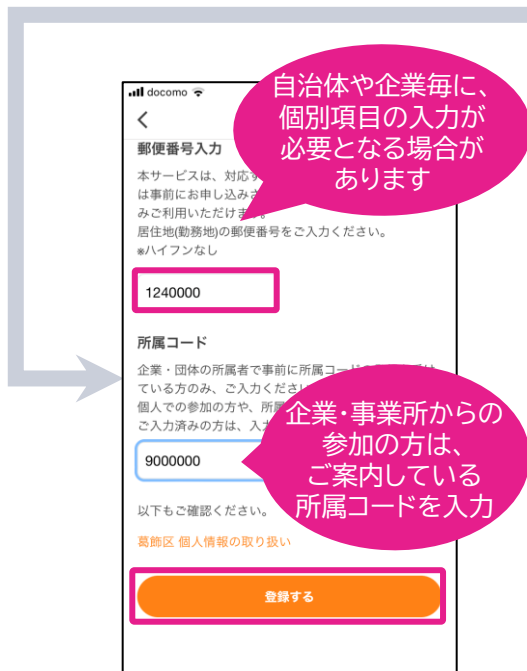 docomo
自治体や企業毎に、
個別項目の入力が
必要となる場合が
あります
郵便番号入力
本サービスは、対応す
は事前にお申し込みさ
みご利用いただけます。
居住地(勤務地)の郵便番号をご入力ください。
※ハイフンなし
1240000
所属コード
企業・団体の所属者で事前に所属コード
ている方のみ、ご入力ください
個人での参加の方や、所属
ご入力済みの方は、入力
企業・事業所からの
参加の方は、
ご案内している
所属コードを入力
9000000
以下もご確認ください。
葛飾区 個人情報の取り扱い
登録する